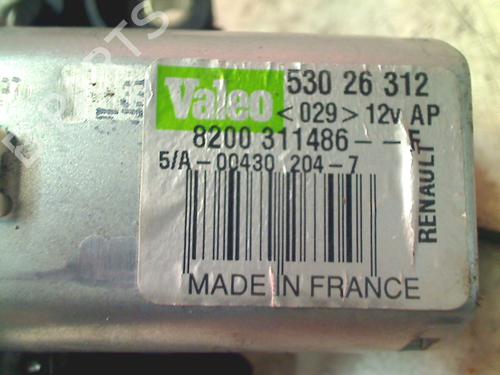 Valeo
530 26 312
<029> 12v AP
8200 311486--F
5/A-00430 204-7
RENAULT
MADE IN FRANCE